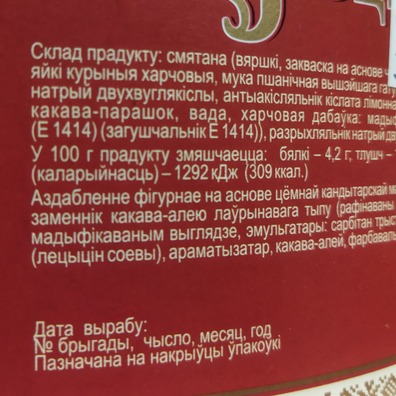 Склад прадукту: смятана (вяршкі, закваска на аснове
яйкі курыныя харчовыя, мука пшанічная вышэйшага
натрый двухвуглякіслы, антыакісляльнік кіслата
какава-парашок, вада, харчовая дабаўка:
(Е 1414) (загушчальнік Е 1414)), разрыхляльнік натрый
У 100 г прадукту змяшчаецца: бялкі – 4,2 г; тлушч –
(каларыйнасць) – 1292 кДж (309 ккал.)
Аздабленне фігурнае на аснове цёмнай кандытарскай
заменнік какава-алею лаўрынавага тыпу (рафінаваны
мадыфікаваным выглядзе, эмульгатары: сарбітан
(лецыцін соевы), араматызатар, какава-алей,
Дата вырабу:
№ брыгады, чысло, месяц, год
Пазначана на накрыўцы ўпакоўкі